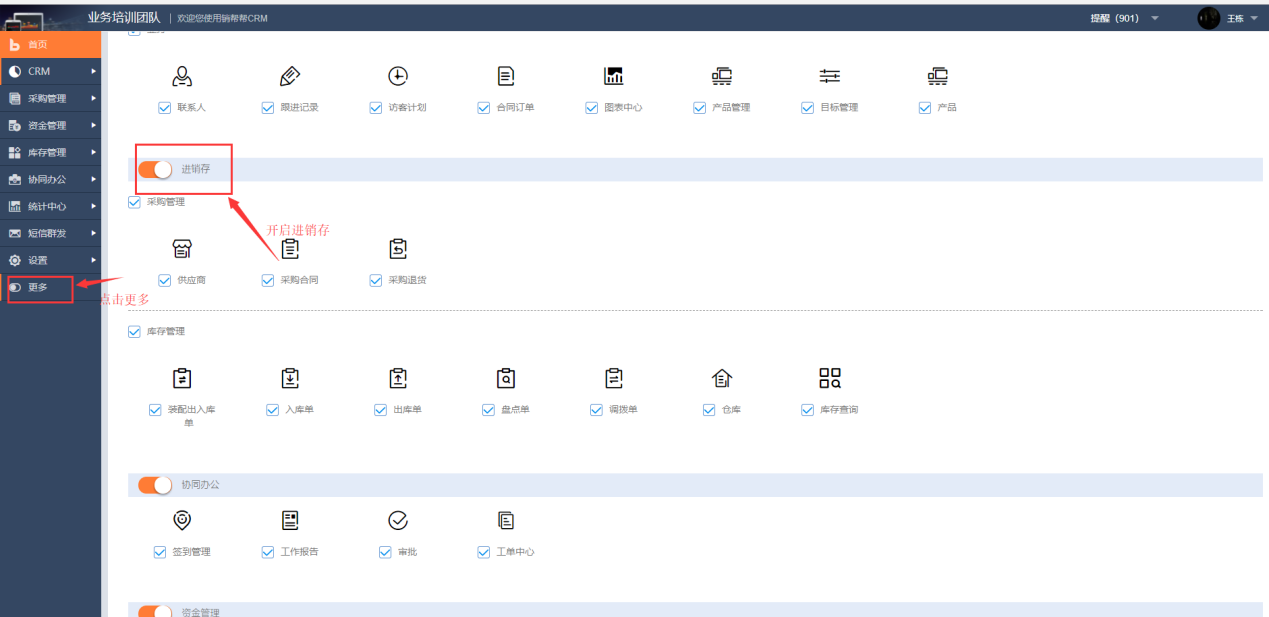 业务培训团队 | 欢迎您使用销帮帮CRM
提醒 (901)
王栋
首页
CRM
采购管理
资金管理
库存管理
协同办公
统计中心
短信群发
设置
更多
点击更多
联系人
跟进记录
访客计划
合同订单
图表中心
产品管理
目标管理
产品
进销存
开启进销存
采购管理
供应商
采购合同
采购退货
库存管理
装配出入库
单
入库单
出库单
盘点单
调拨单
仓库
库存查询
协同办公
签到管理
工作报告
审批
工单中心
资金管理